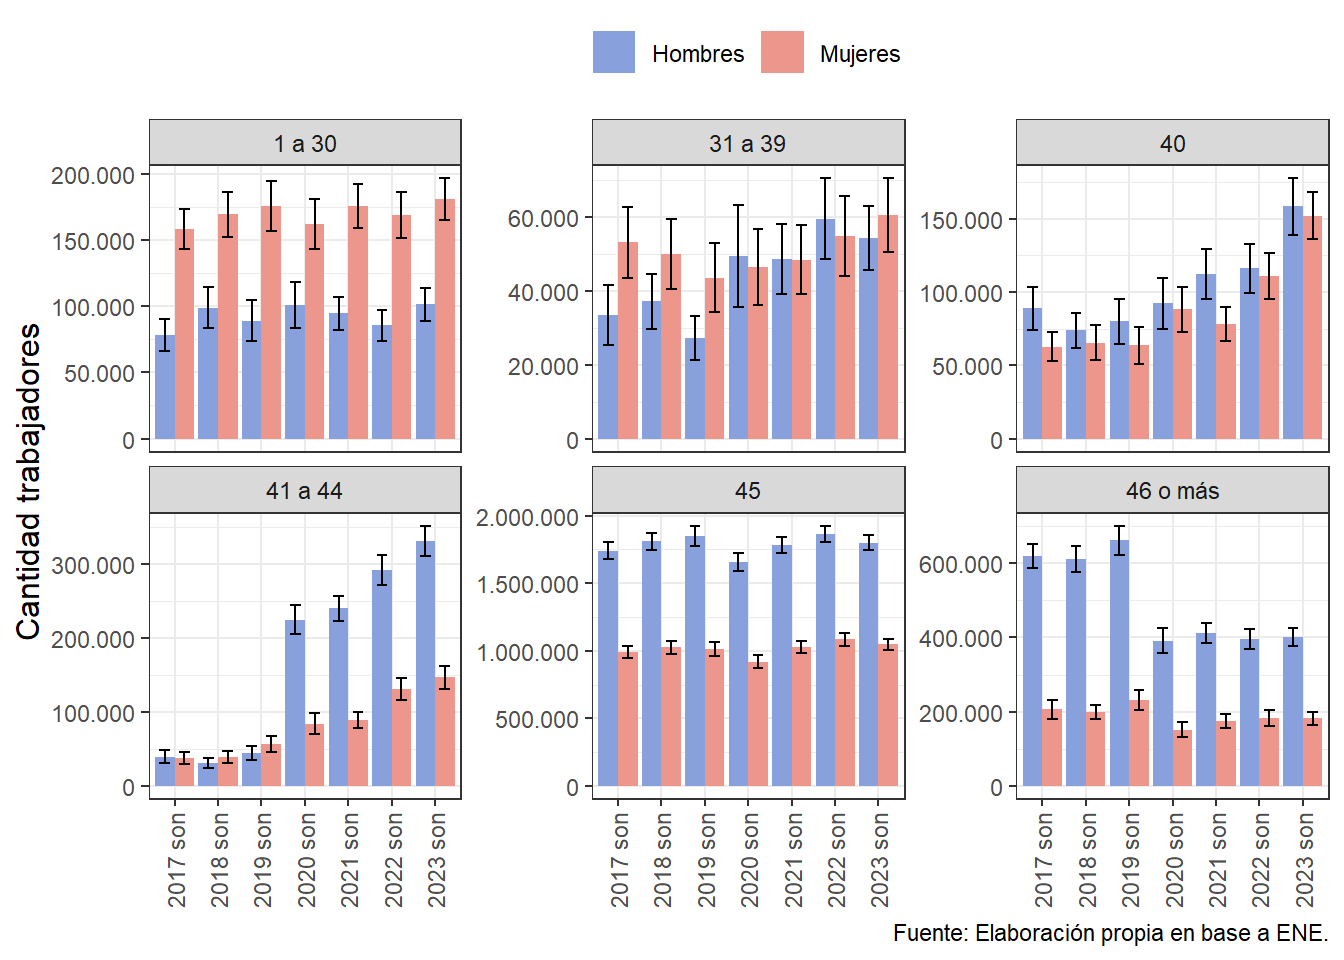 Hombres Mujeres
Cantidad trabajadores
1 a 30
200.000
150.000
100.000
50.000
0
31 a 39
60.000
40.000
20.000
0
40
150.000
100.000
50.000
0
41 a 44
300.000
200.000
100.000
0
2017 son
2018 son
2019 son
2020 son
2021 son
2022 son
2023 son
45
2.000.000
1.500.000
1.000.000
500.000
0
2017 son
2018 son
2019 son
2020 son
2021 son
2022 son
2023 son
46 o más
600.000
400.000
200.000
0
2017 son
2018 son
2019 son
2020 son
2021 son
2022 son
2023 son
Fuente: Elaboración propia en base a ENE.